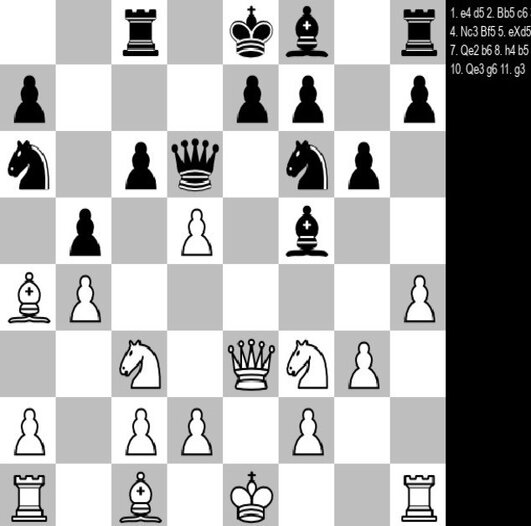 1. e4 d5 2. Bb5 c6
4. Nc3 Bf5 5. eXd5
7. Qe2 b6 8. h4 b5
10. Qe3 g6 11. g3